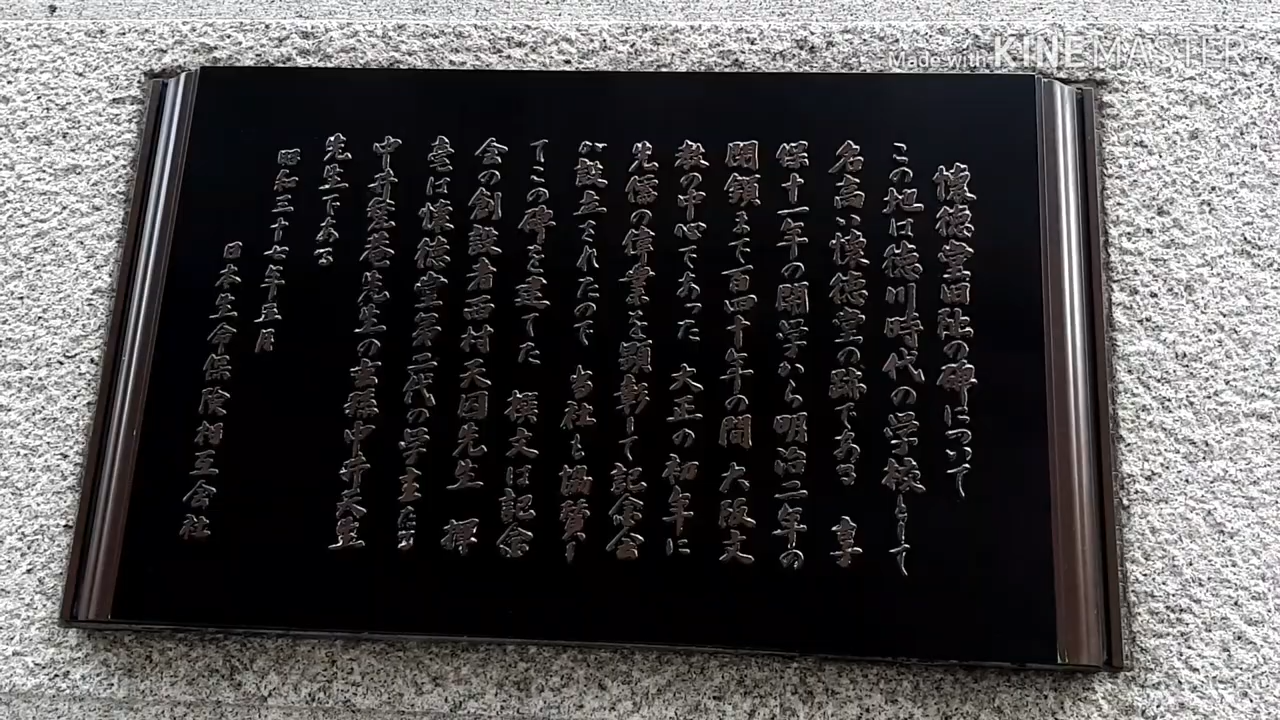 懐徳堂旧阯の碑について
この地は徳川時代の学校として
名高い懐徳堂の跡である　享
保十一年の開学から明治二年の
閉鎖まで百四十年の間　大阪文
教の中心であった　大正の初年に
先儒の偉業を顕彰して記念会
が設立されたので　当社も協賛し
てこの碑を建てた　撰文は記念
会の創設者西村天囚先生　揮
毫は懐徳堂第二代の学主たる
中井甃菴先生の玄孫中井天生
先生である
昭和三十七年五月
日本生命保険相互会社
Made with KINEMASTER